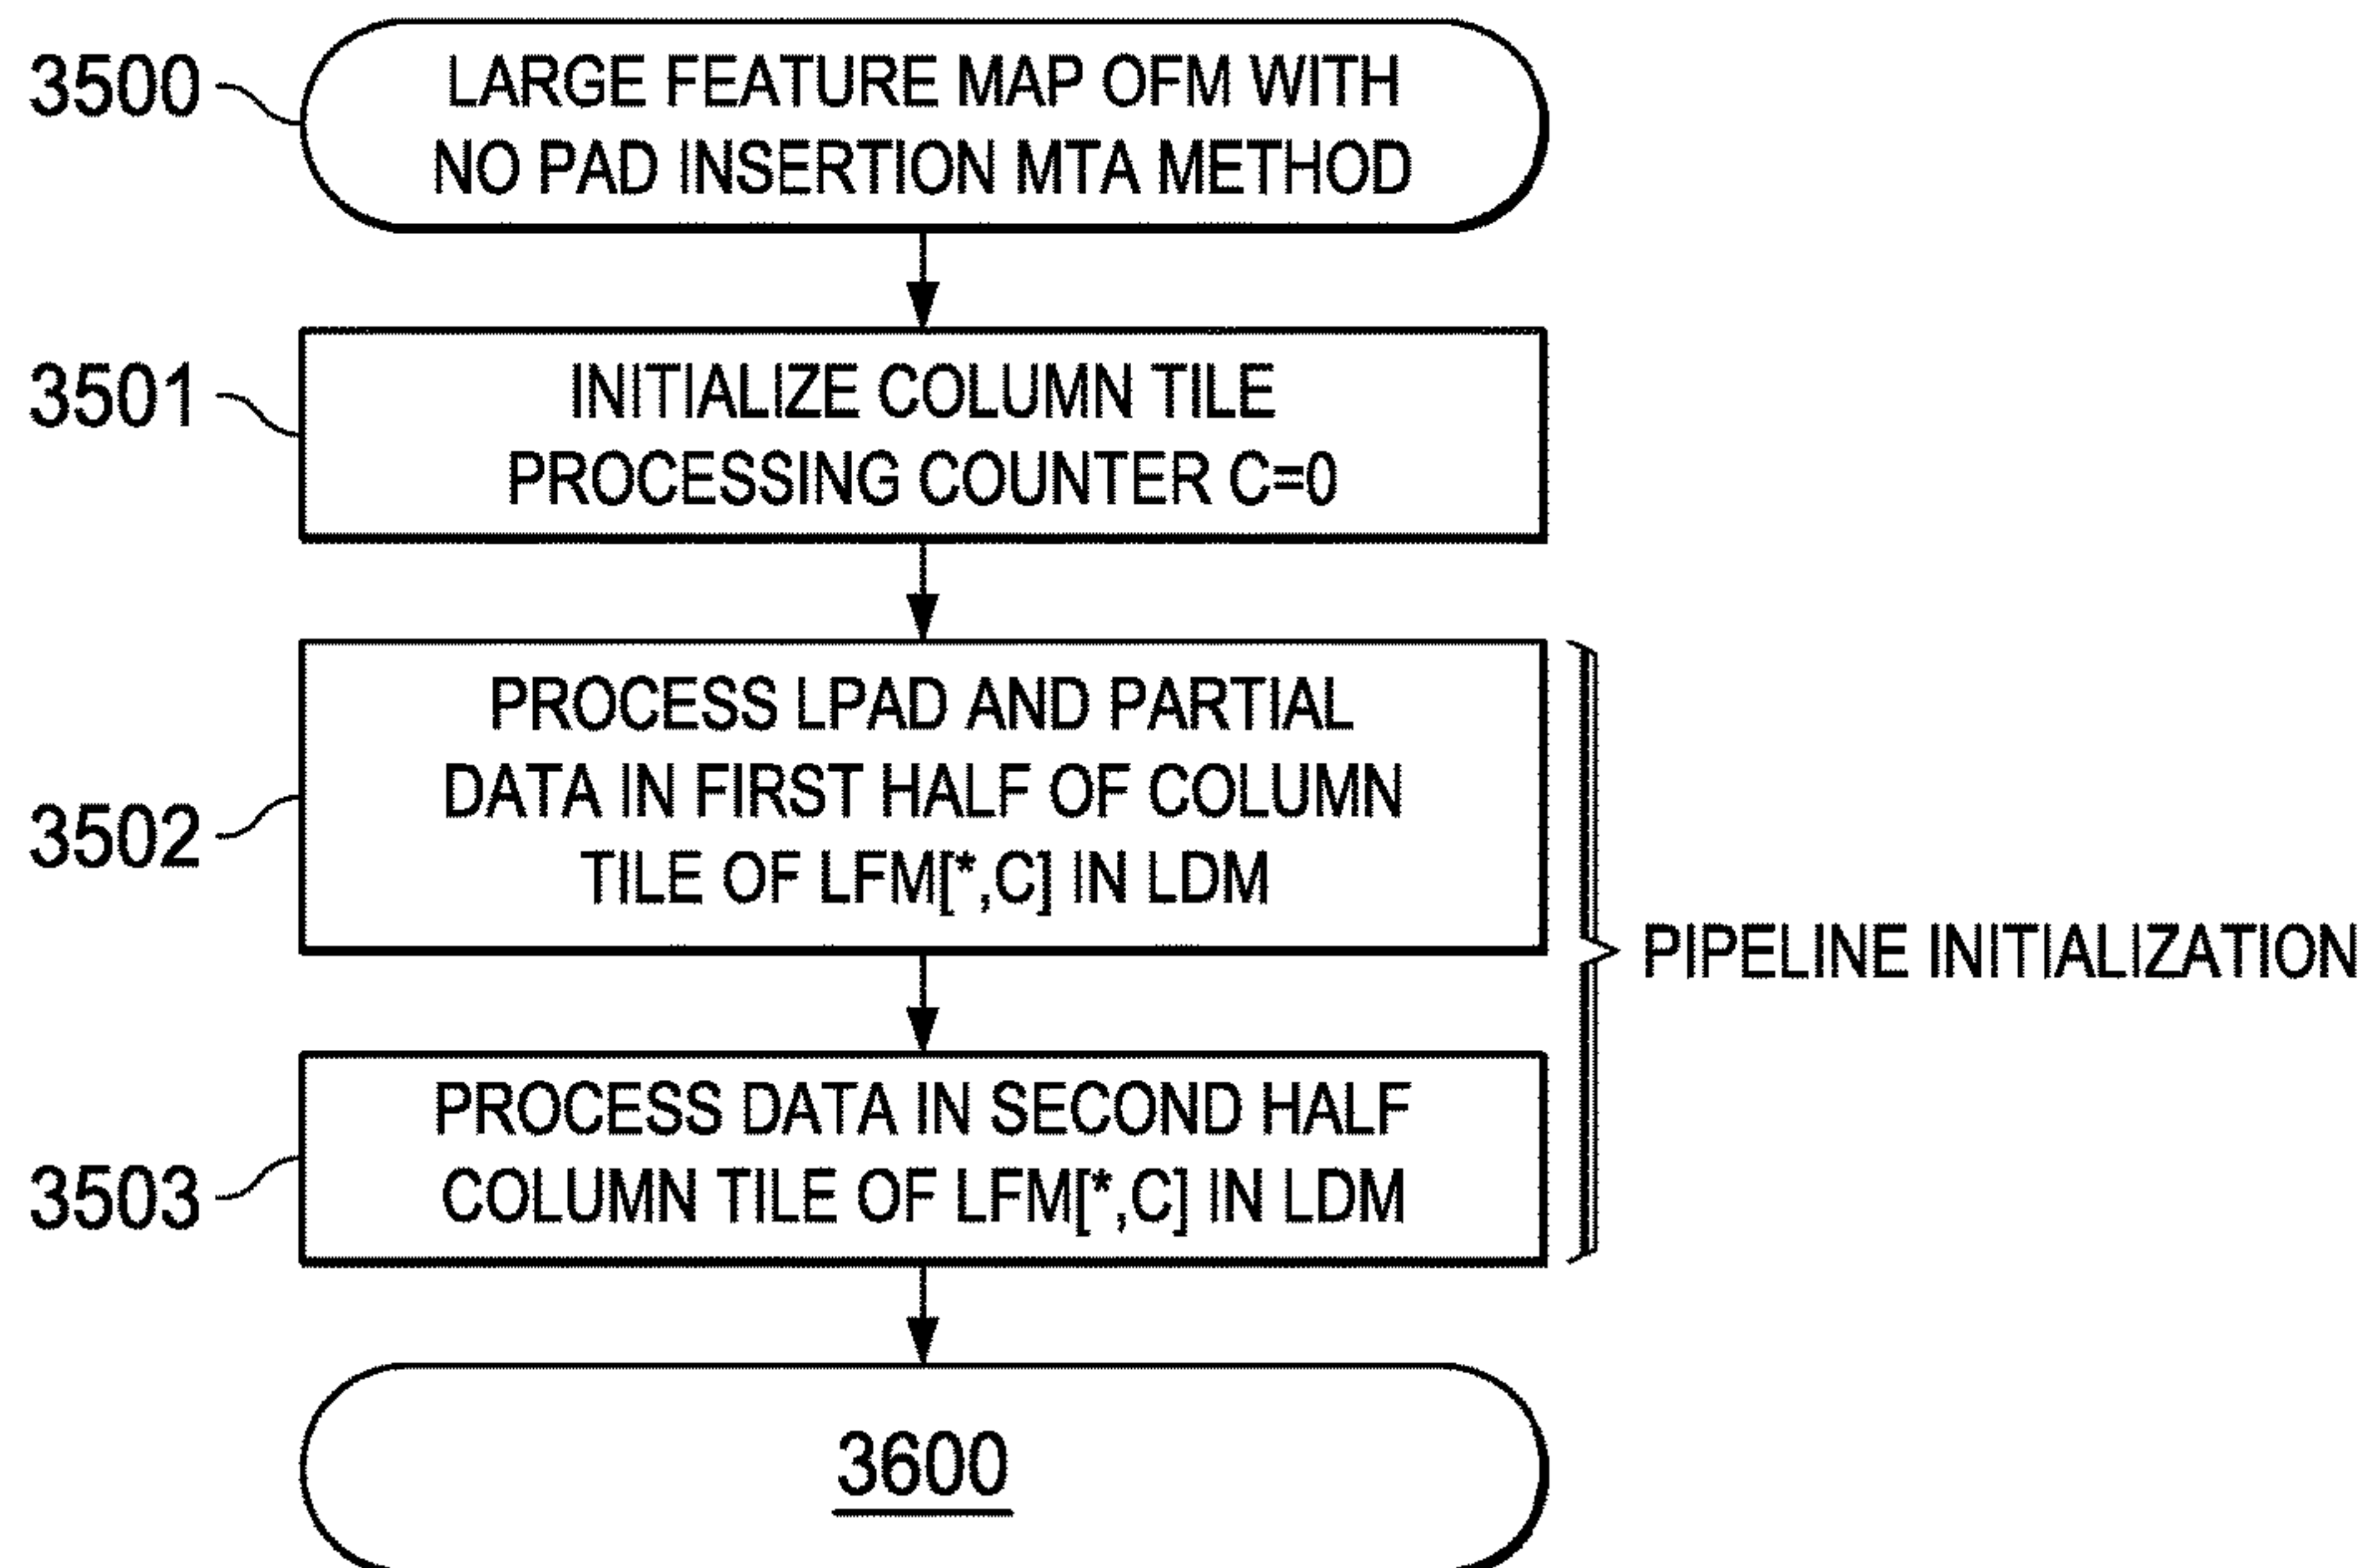 3500
LARGE FEATURE MAP OFM WITH
NO PAD INSERTION MTA METHOD
3501
INITIALIZE COLUMN TILE
PROCESSING COUNTER C=0
3502
PROCESS LPAD AND PARTIAL
DATA IN FIRST HALF OF COLUMN
TILE OF LFM[*,C] IN LDM
PIPELINE INITIALIZATION
3503
PROCESS DATA IN SECOND HALF
COLUMN TILE OF LFM[*,C] IN LDM
3600